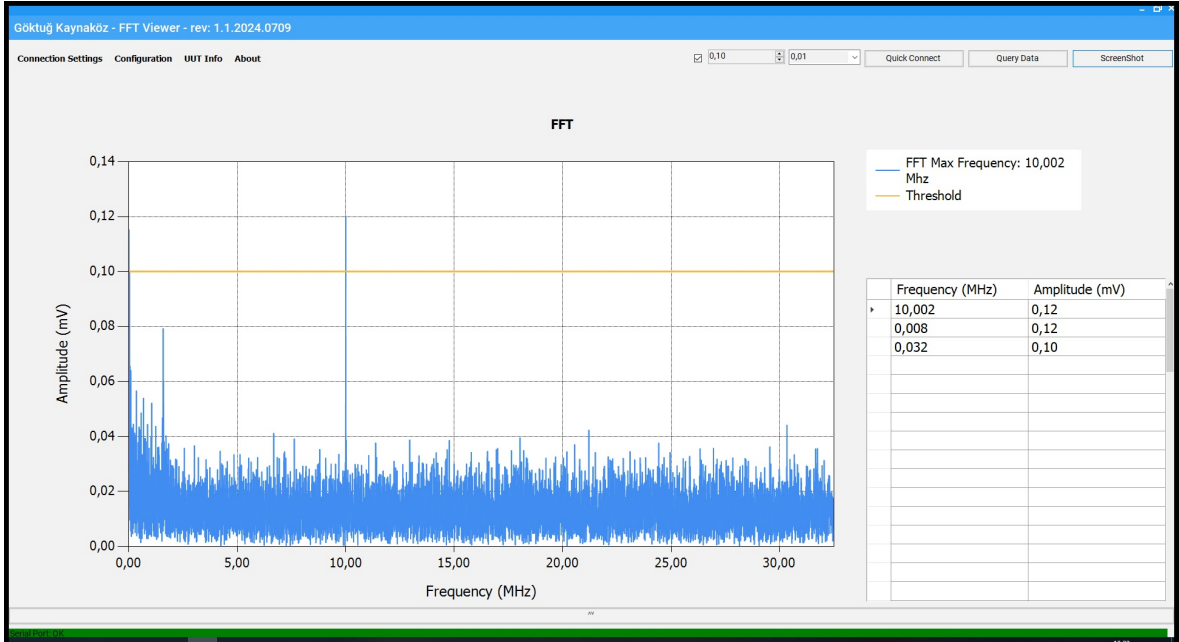 Göktuğ Kaynaköz - FFT Viewer - rev: 1.1.2024.0709
Connection Settings Configuration UUT Info About
0,10 0,01 Quick Connect Query Data ScreenShot
FFT
FFT Max Frequency: 10,002
Mhz
Threshold
0,14
0,12
0,10
0,08
0,06
0,04
0,02
0,00
Amplitude (mV)
0,00 5,00 10,00 15,00 20,00 25,00 30,00
Frequency (MHz)
Frequency (MHz) Amplitude (mV)
10,002 0,12
0,008 0,12
0,032 0,10
Serial Port: OK